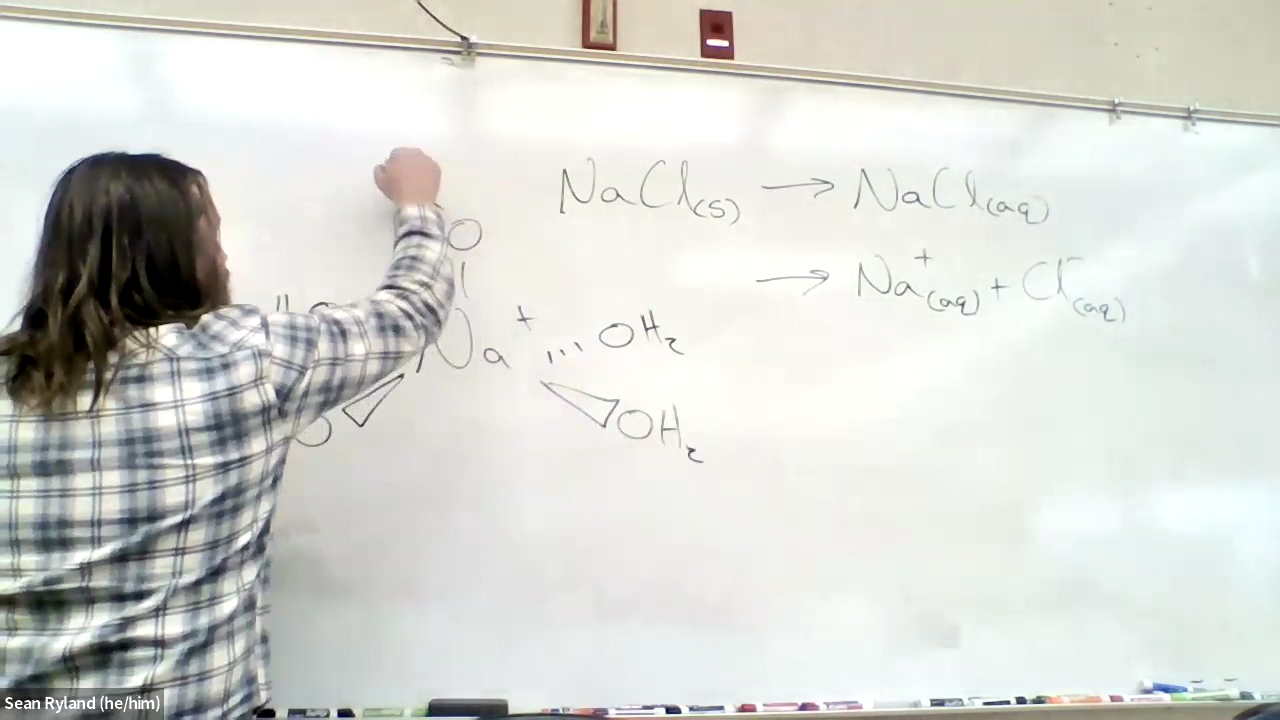 NaCl(s) → NaCl(aq)
→ Na⁺(aq) + Cl⁻(aq)
O
H
Na⁺ ... OH₂
O
OH₂
Sean Ryland (he/him)